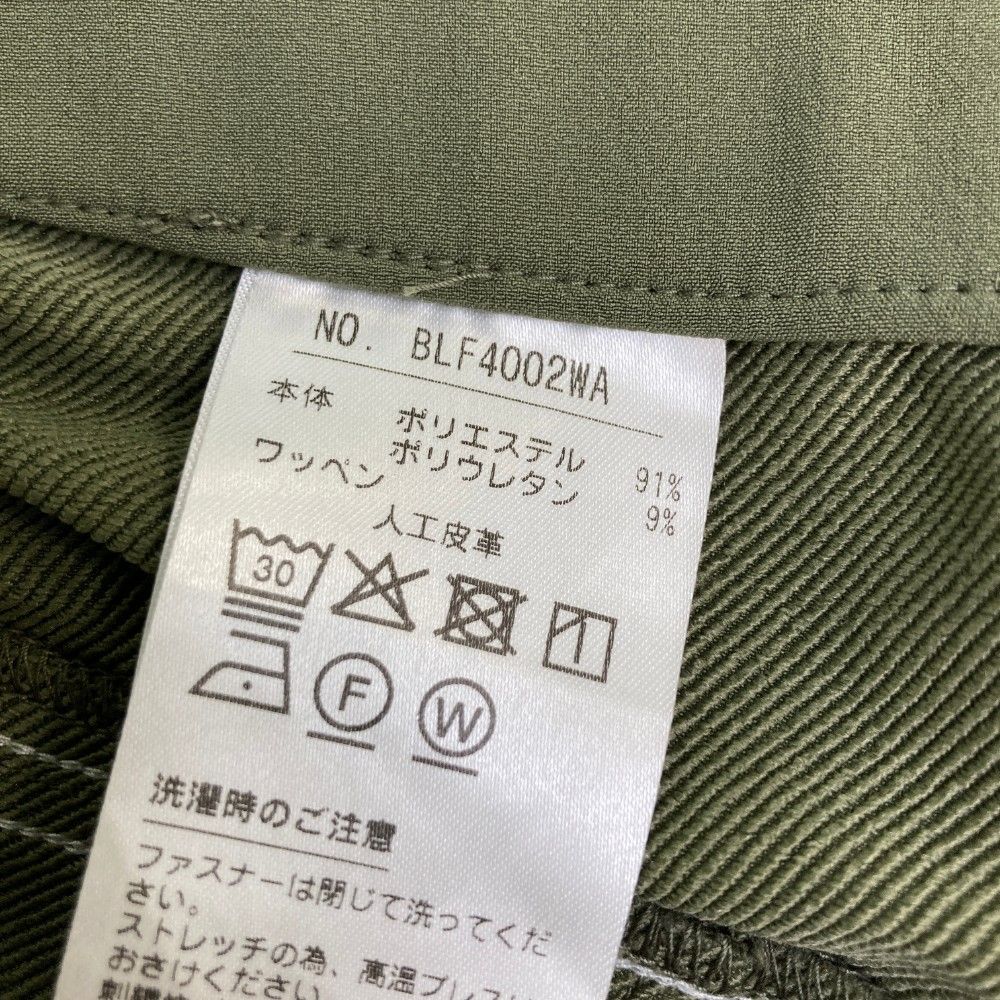 NO. BLF4002WA
本体 ポリエステル 91%
ポリウレタン 9%
ワッペン
人工皮革
30
F W
洗濯時のご注意
ファスナーは閉じて洗ってくだ
さい。
ストレッチの為、高温プレス
おさけください
刺繍